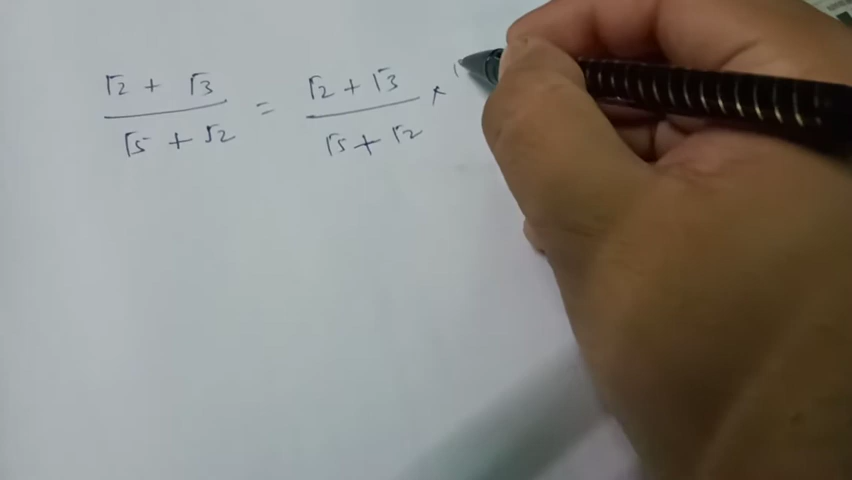 √2 + √3 / √5 + √2 = √2 + √3 / √5 + √2 ×